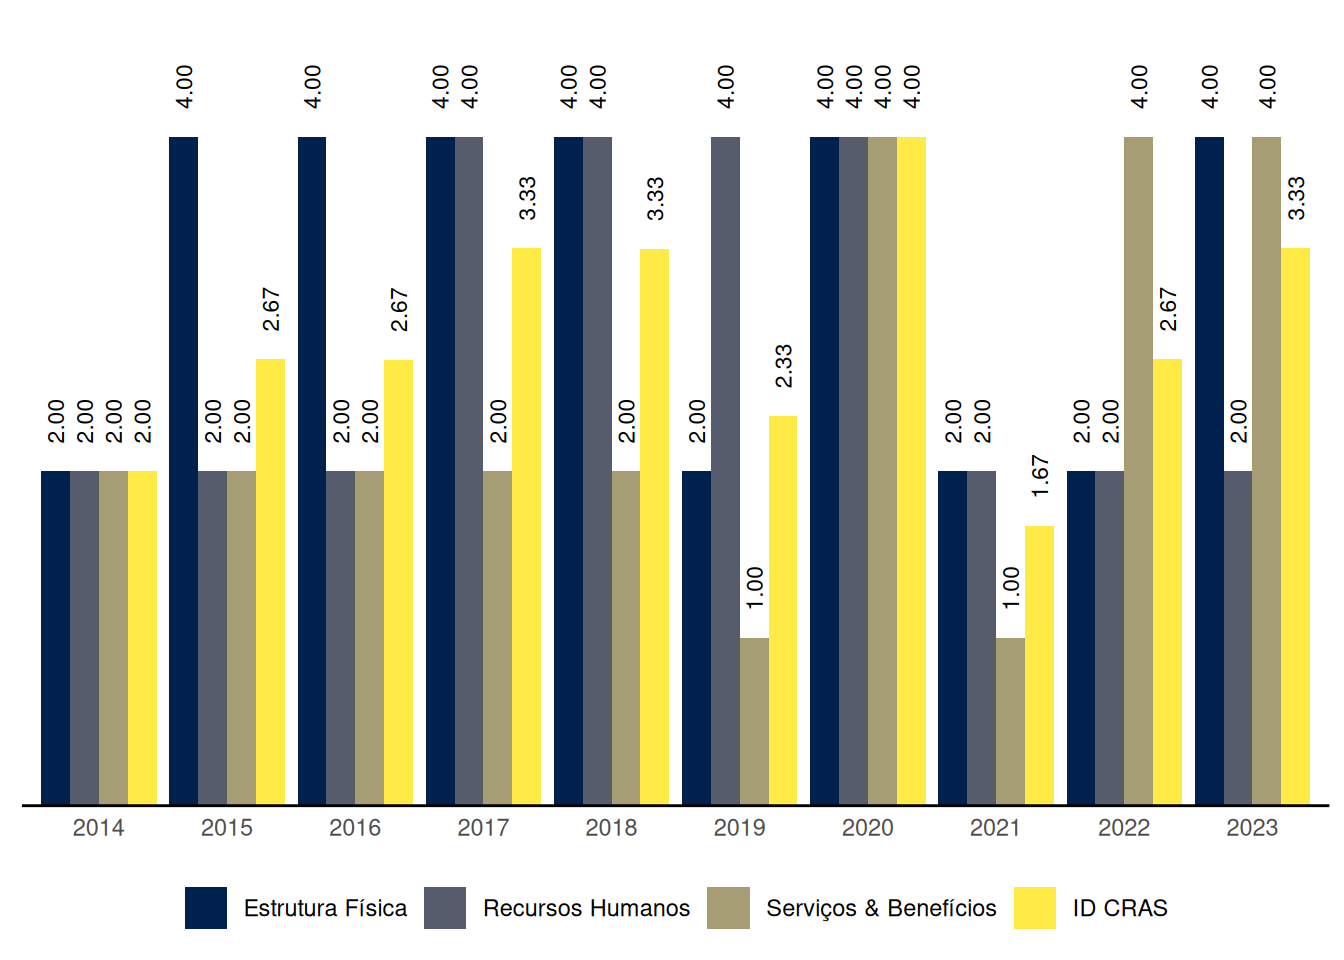 4.00 4.00 4.00 4.00 4.00 4.00 4.00 4.00 4.00 4.00 4.00 4.00 4.00 4.00
3.33 3.33 3.33
2.67 2.67 2.67
2.33
2.00 2.00 2.00 2.00 2.00 2.00 2.00 2.00 2.00 2.00 2.00 2.00 2.00 2.00 2.00 2.00
1.67
1.00 1.00
2014 2015 2016 2017 2018 2019 2020 2021 2022 2023
Estrutura Física Recursos Humanos Serviços & Benefícios ID CRAS